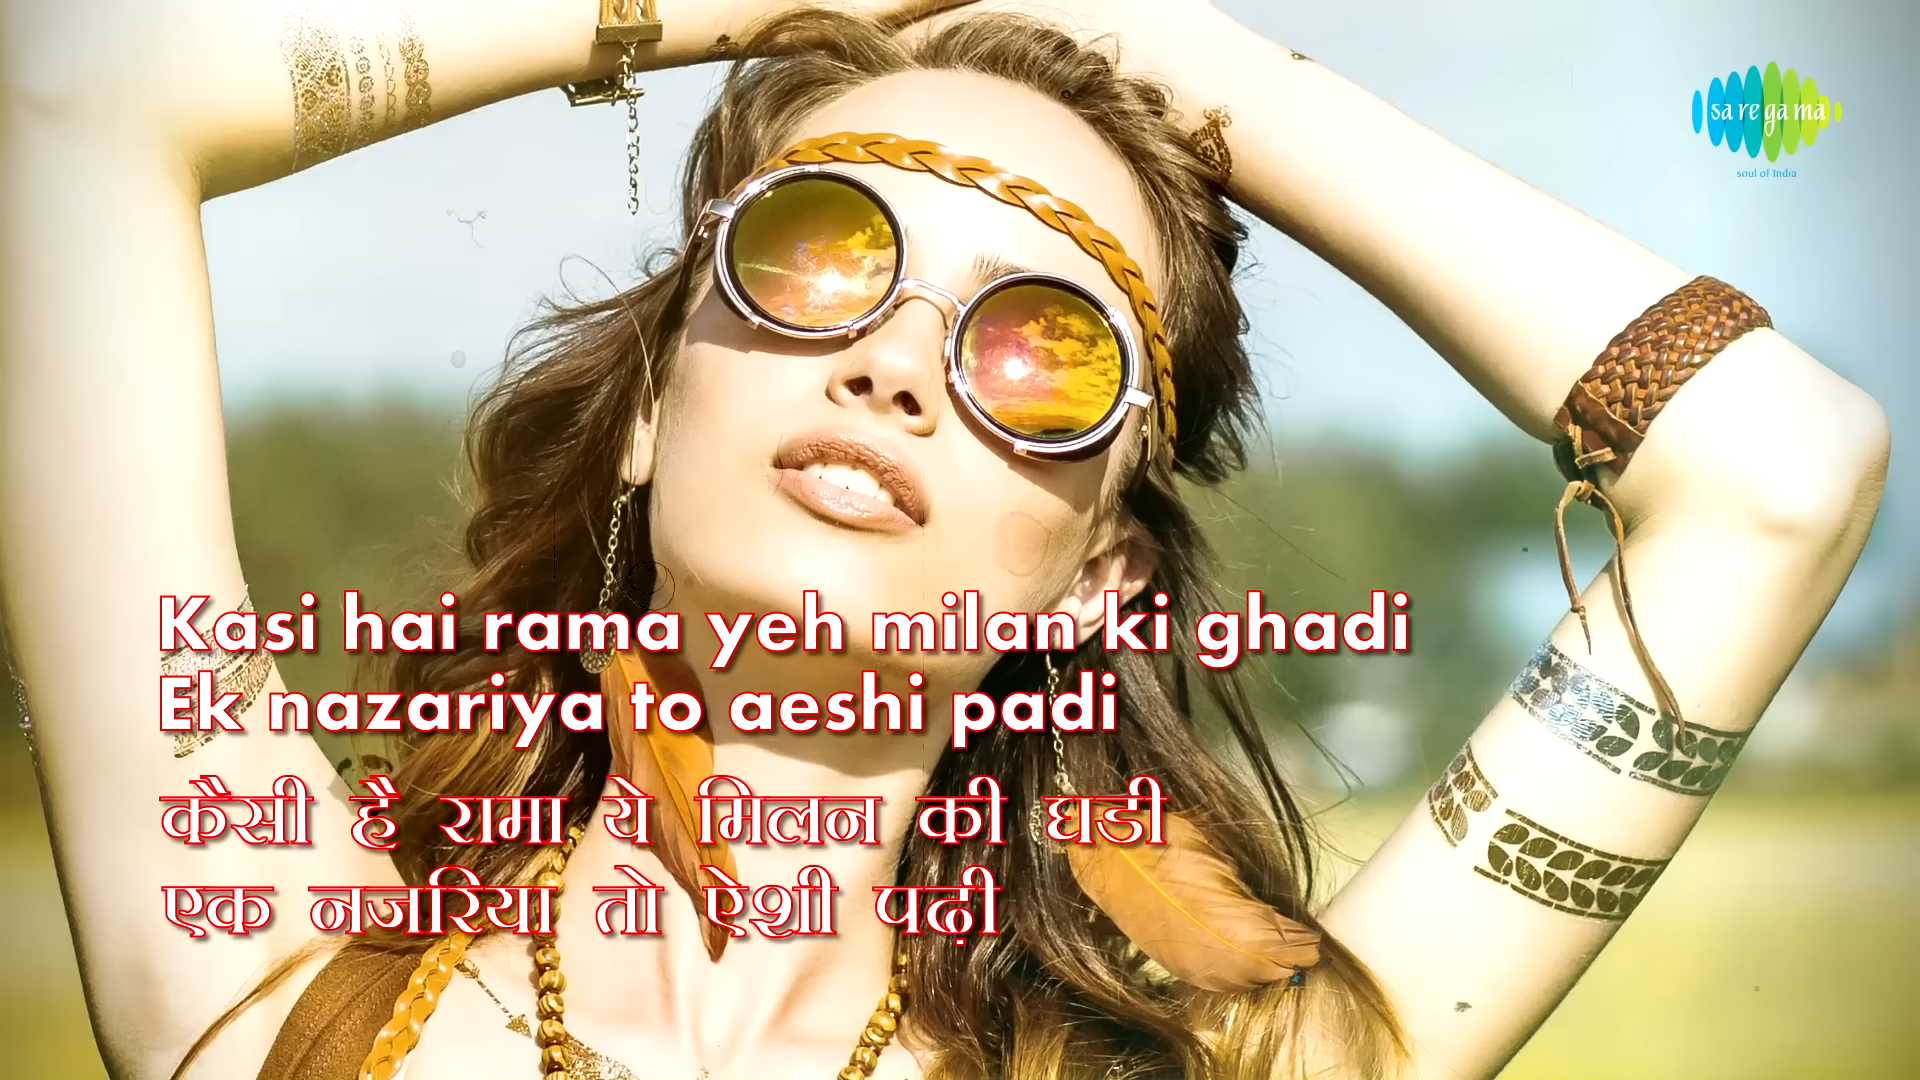 sa re ga ma
soul of India
Kasi hai rama yeh milan ki ghadi
Ek nazariya to aeshi padi
कैसी है रामा ये मिलन की घडी
एक नजरिया तो ऐशी पढ़ी